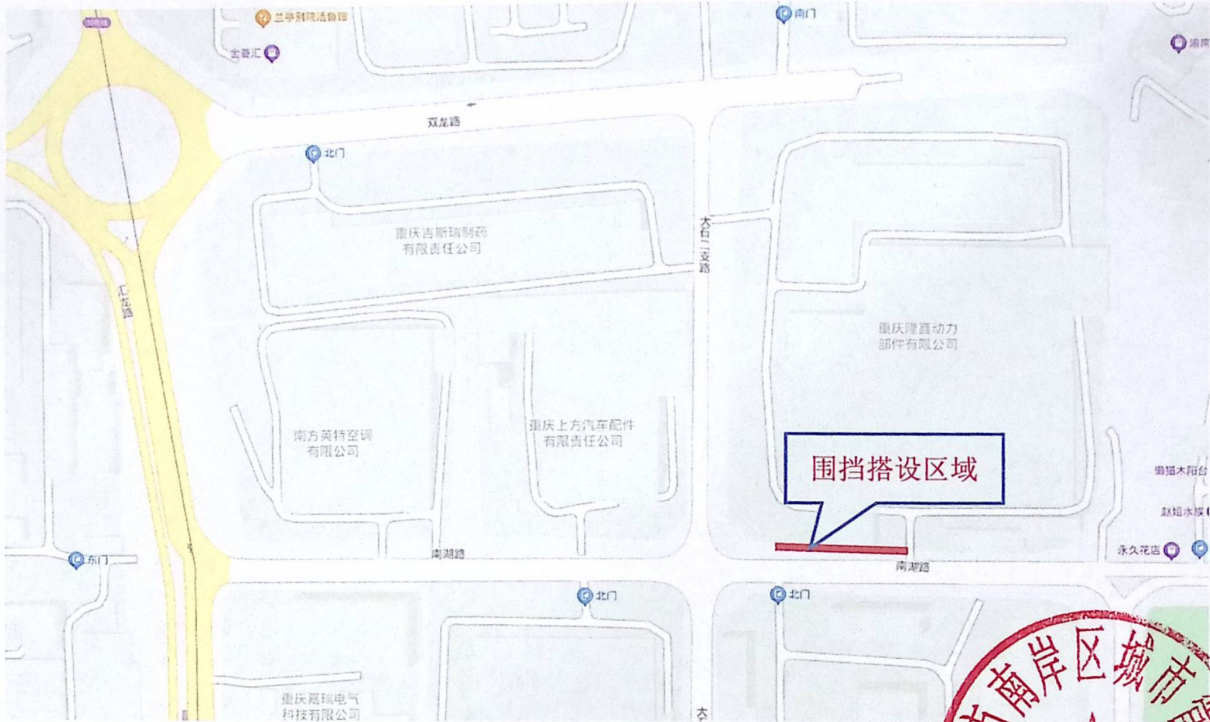 兰亭别院活鱼馆
南门
金菱汇
双龙路
北门
大石二支路
重庆吉斯瑞制药
有限责任公司
汇龙路
重庆隆鑫动力
部件有限公司
南方英特空调
有限公司
重庆上方汽车配件
有限责任公司
围挡搭设区域
懒猫木阳台
赵姐水族
南湖路
永久花店
东门
南湖路
北门
北门
南岸区城市
重庆嘉瑞电气
科技有限公司